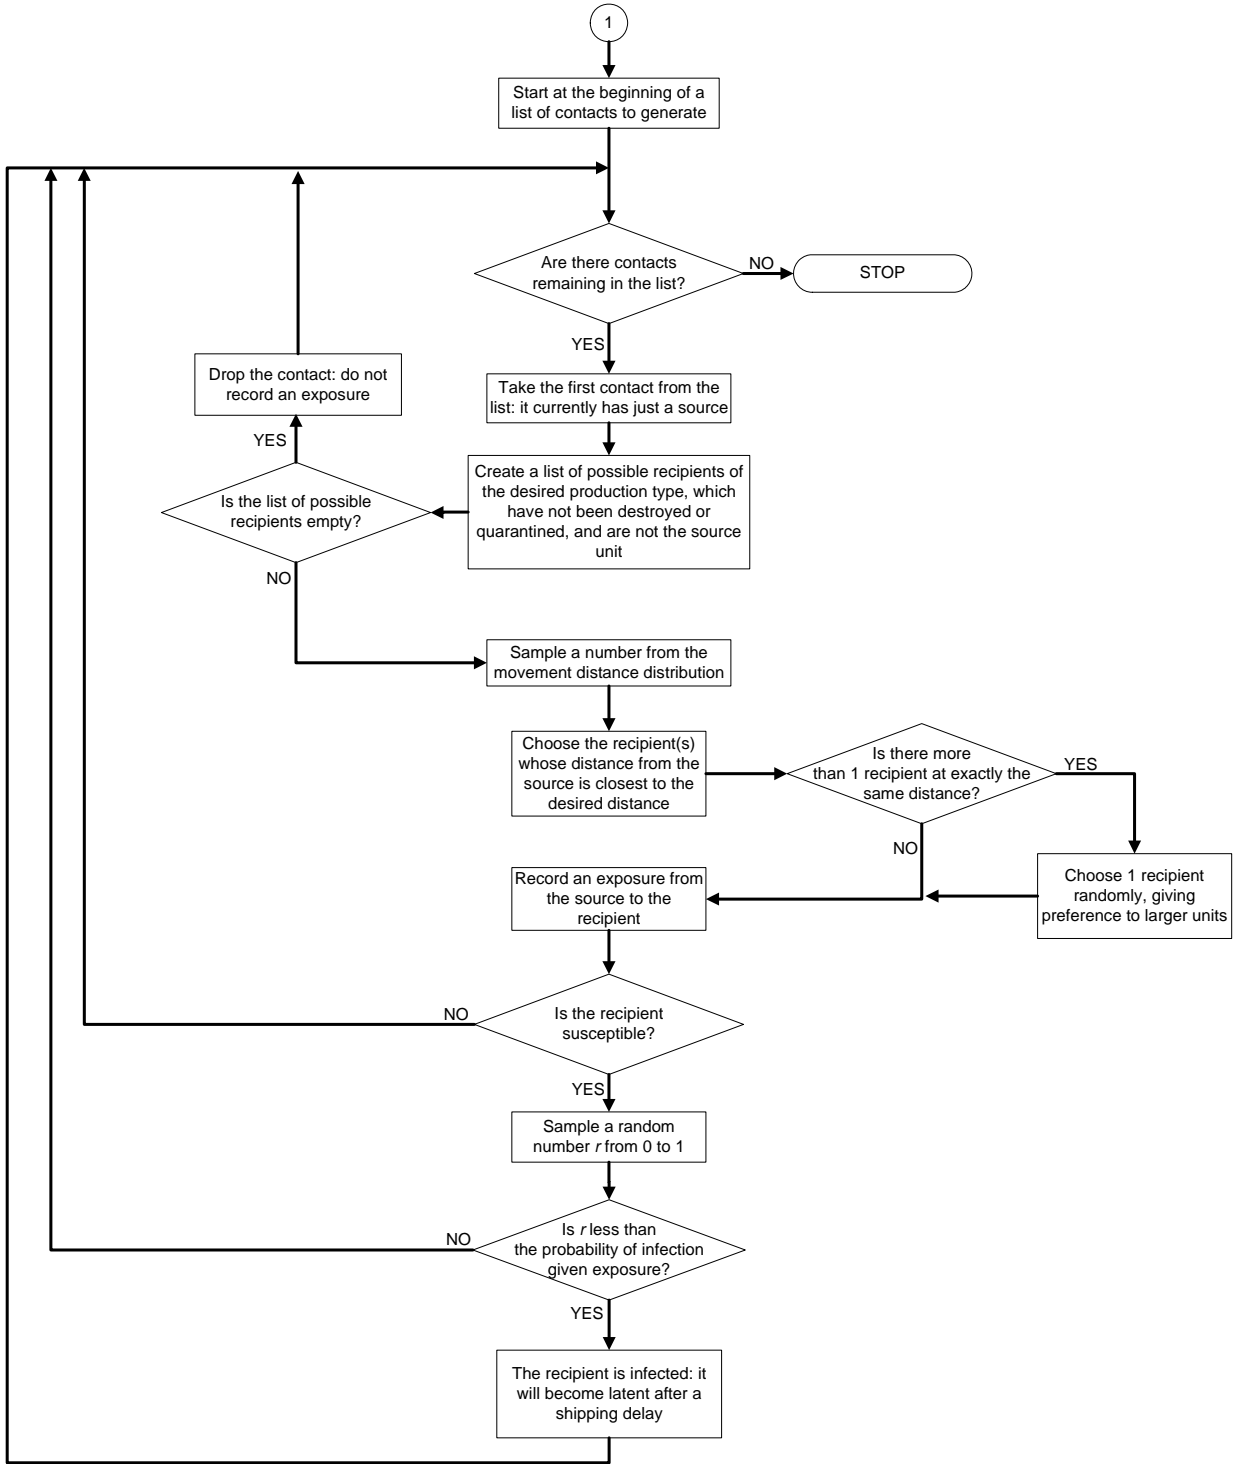 1
Start at the beginning of a
list of contacts to generate
Are there contacts
remaining in the list?
NO
STOP
YES
Drop the contact: do not
record an exposure
Take the first contact from the
list: it currently has just a source
YES
Create a list of possible recipients of
the desired production type, which
have not been destroyed or
quarantined, and are not the source
unit
Is the list of possible
recipients empty?
NO
Sample a number from the
movement distance distribution
Choose the recipient(s)
whose distance from the
source is closest to the
desired distance
Is there more
than 1 recipient at exactly the
same distance?
YES
NO
Choose 1 recipient
randomly, giving
preference to larger units
Record an exposure from
the source to the
recipient
Is the recipient
susceptible?
NO
YES
Sample a random
number r from 0 to 1
Is r less than
the probability of infection
given exposure?
NO
YES
The recipient is infected: it
will become latent after a
shipping delay